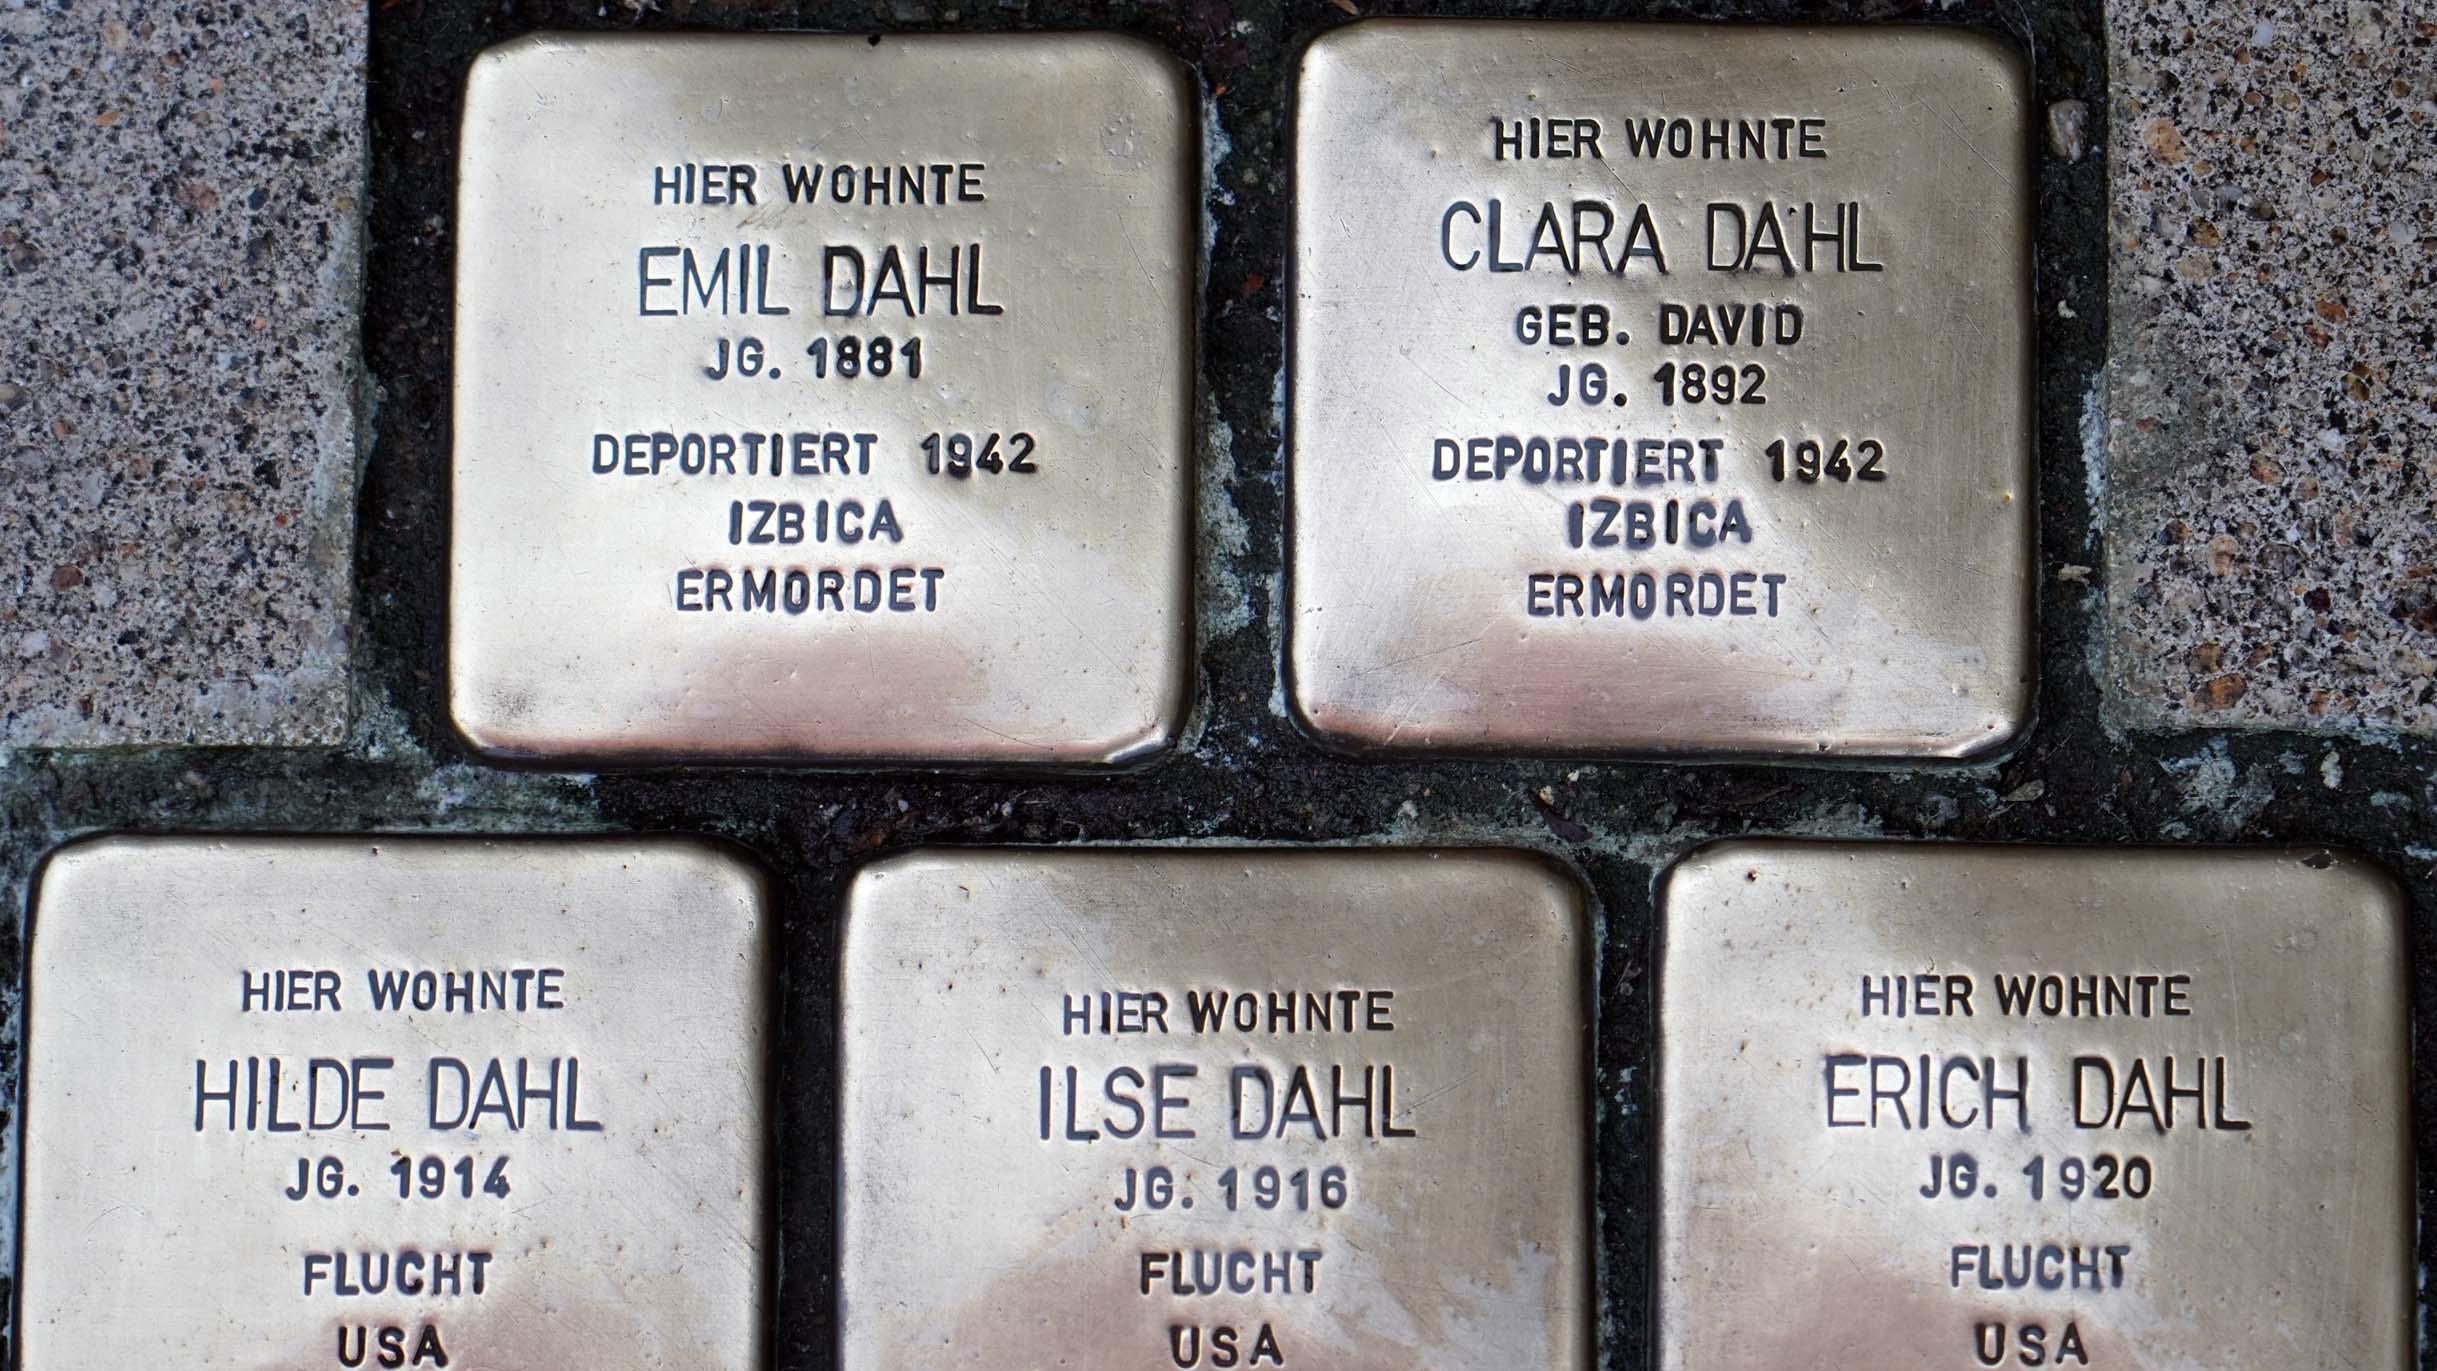 HIER WOHNTE
EMIL DAHL
JG. 1881
DEPORTIERT 1942
IZBICA
ERMORDET
HIER WOHNTE
CLARA DAHL
GEB. DAVID
JG. 1892
DEPORTIERT 1942
IZBICA
ERMORDET
HIER WOHNTE
HILDE DAHL
JG. 1914
FLUCHT
USA
HIER WOHNTE
ILSE DAHL
JG. 1916
FLUCHT
USA
HIER WOHNTE
ERICH DAHL
JG. 1920
FLUCHT
USA